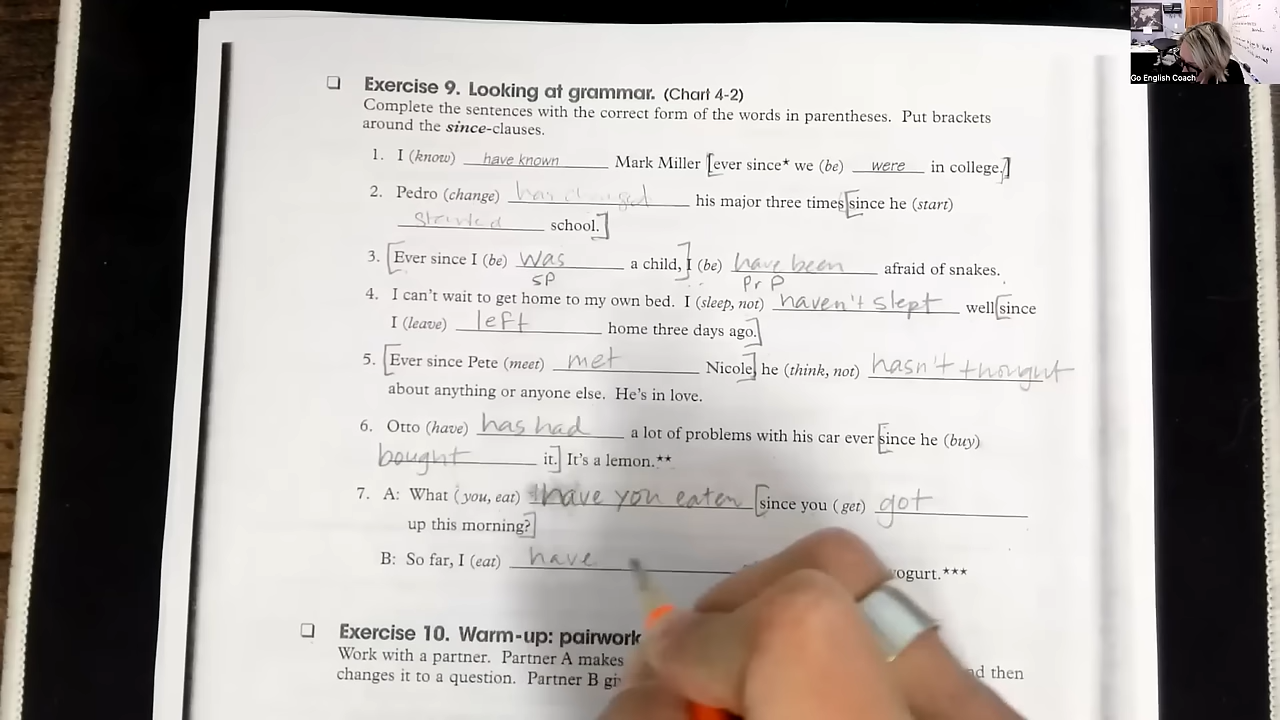 Go English Coach
Exercise 9. Looking at grammar. (Chart 4-2)
Complete the sentences with the correct form of the words in parentheses. Put brackets
around the since-clauses.
1. I (know) have known Mark Miller [ever since* we (be) were in college.]
2. Pedro (change) has changed his major three times [since he (start)
started school.]
3. [Ever since I (be) was a child,] I (be) have been afraid of snakes.
SP PrP
4. I can't wait to get home to my own bed. I (sleep, not) haven't slept well [since
I (leave) left home three days ago.]
5. [Ever since Pete (meet) met Nicole,] he (think, not) hasn't thought
about anything or anyone else. He's in love.
6. Otto (have) has had a lot of problems with his car ever [since he (buy)
bought it.] It's a lemon.**
7. A: What (you, eat) have you eaten [since you (get) got
up this morning?]
B: So far, I (eat) have yogurt.***
Exercise 10. Warm-up: pairwork
Work with a partner. Partner A makes nd then
changes it to a question. Partner B